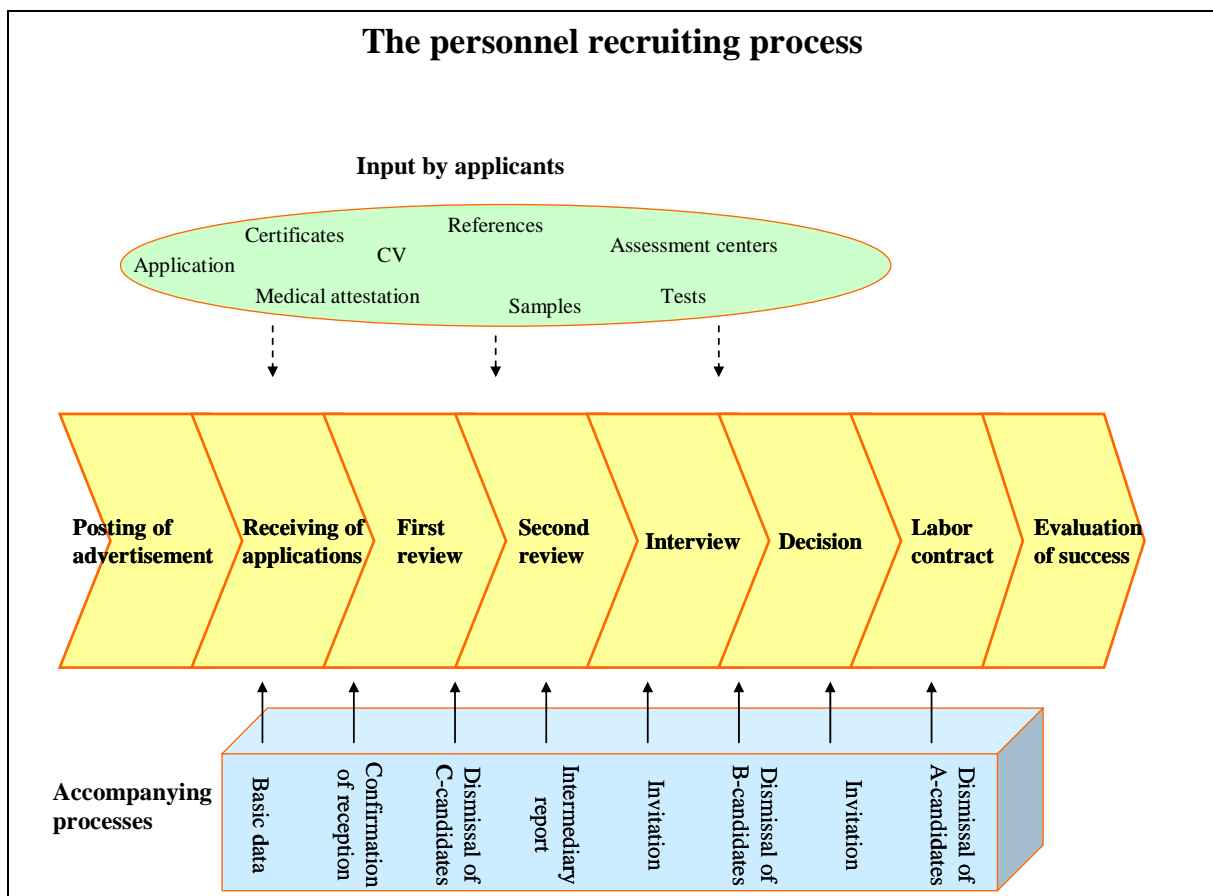 The personnel recruiting process
Input by applicants
References
Certificates
Assessment centers
CV
Application
Medical attestation
Samples
Tests
Posting of
advertisement
Receiving of
applications
First
review
Second
review
Interview
Decision
Labor
contract
Evaluation
of success
Accompanying
processes
Basic data
Confirmation
of reception
Dismissal of
C-candidates
Intermediary
report
Invitation
Dismissal of
B-candidates
Invitation
Dismissal of
A-candidates